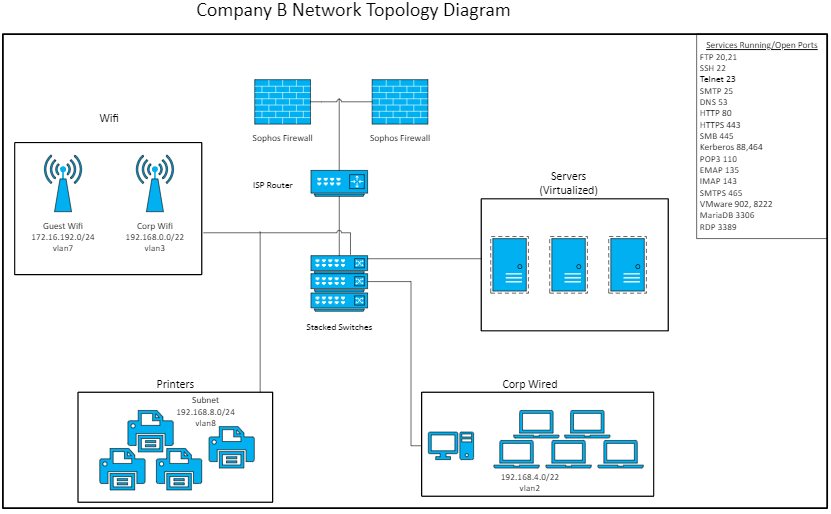 Company B Network Topology Diagram
Services Running/Open Ports
FTP 20,21
SSH 22
Telnet 23
SMTP 25
DNS 53
HTTP 80
HTTPS 443
SMB 445
Kerberos 88,464
POP3 110
EMAP 135
IMAP 143
SMTPS 465
VMware 902, 8222
MariaDB 3306
RDP 3389
Sophos Firewall
Sophos Firewall
Wifi
Guest Wifi
172.16.192.0/24
vlan7
Corp Wifi
192.168.0.0/22
vlan3
ISP Router
Servers
(Virtualized)
Stacked Switches
Printers
Subnet
192.168.8.0/24
vlan8
Corp Wired
192.168.4.0/22
vlan2